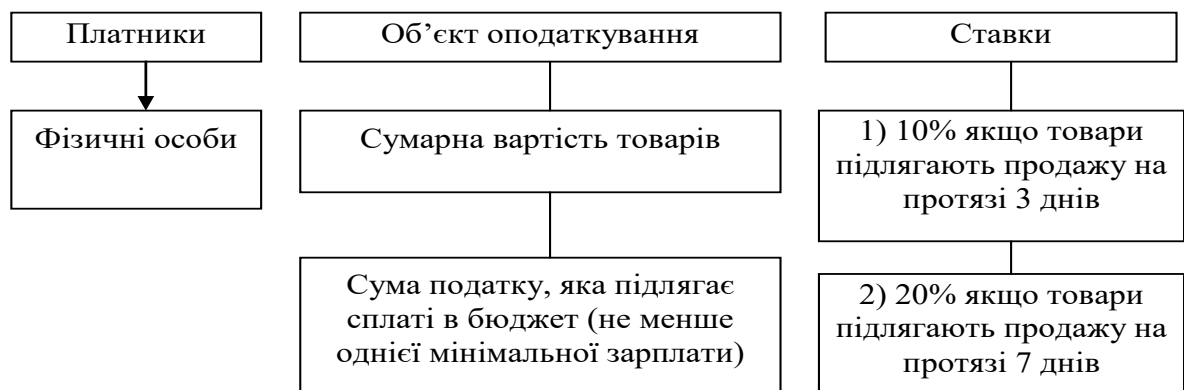 Платники
Об’єкт оподаткування
Ставки
Фізичні особи
Сумарна вартість товарів
1) 10% якщо товари
підлягають продажу на
протязі 3 днів
Сума податку, яка підлягає
сплаті в бюджет (не менше
однієї мінімальної зарплати)
2) 20% якщо товари
підлягають продажу на
протязі 7 днів